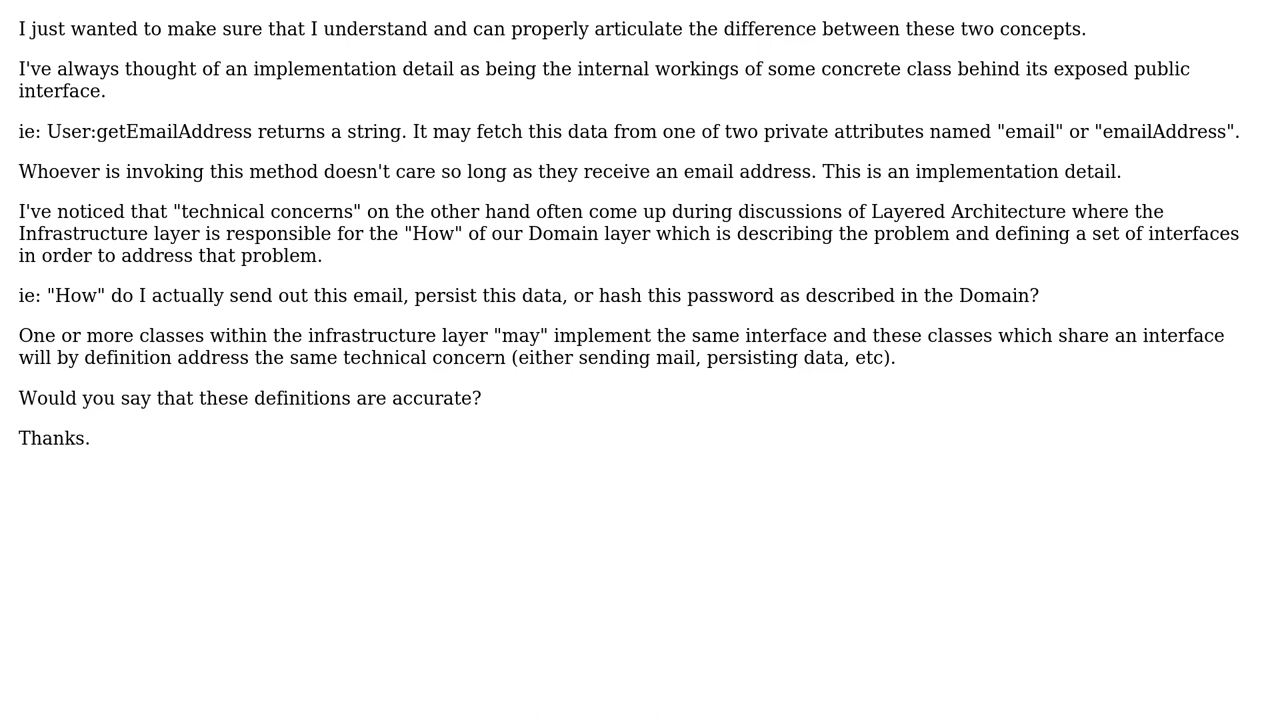 I just wanted to make sure that I understand and can properly articulate the difference between these two concepts.
I've always thought of an implementation detail as being the internal workings of some concrete class behind its exposed public
interface.
ie: User:getEmailAddress returns a string. It may fetch this data from one of two private attributes named "email" or "emailAddress".
Whoever is invoking this method doesn't care so long as they receive an email address. This is an implementation detail.
I've noticed that "technical concerns" on the other hand often come up during discussions of Layered Architecture where the
Infrastructure layer is responsible for the "How" of our Domain layer which is describing the problem and defining a set of interfaces
in order to address that problem.
ie: "How" do I actually send out this email, persist this data, or hash this password as described in the Domain?
One or more classes within the infrastructure layer "may" implement the same interface and these classes which share an interface
will by definition address the same technical concern (either sending mail, persisting data, etc).
Would you say that these definitions are accurate?
Thanks.